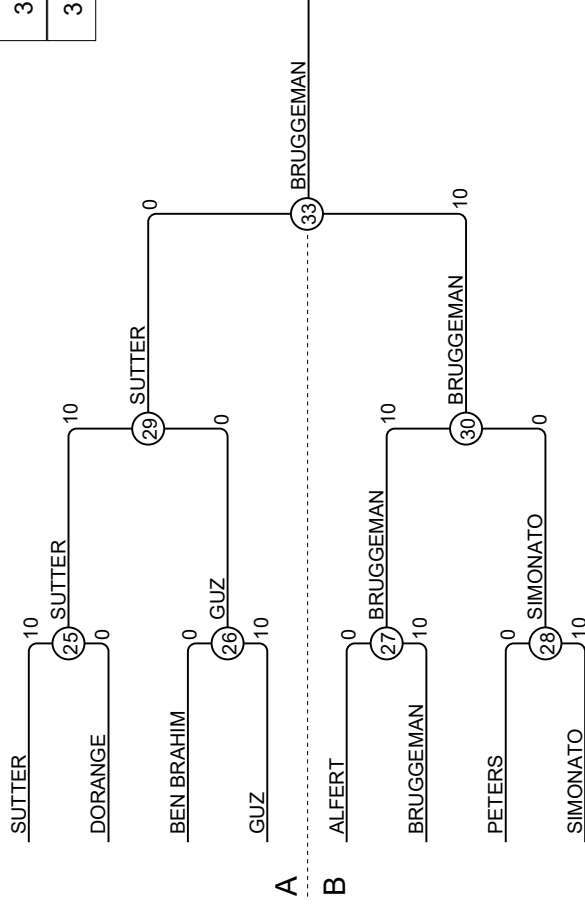 3
3
SUTTER
10
25
SUTTER
0
DORANGE
10
29
SUTTER
0
BEN BRAHIM
0
26
GUZ
10
GUZ
0
0
33
BRUGGEMAN
10
A
B
ALFERT
0
27
BRUGGEMAN
10
BRUGGEMAN
10
30
BRUGGEMAN
0
PETERS
0
28
SIMONATO
10
SIMONATO